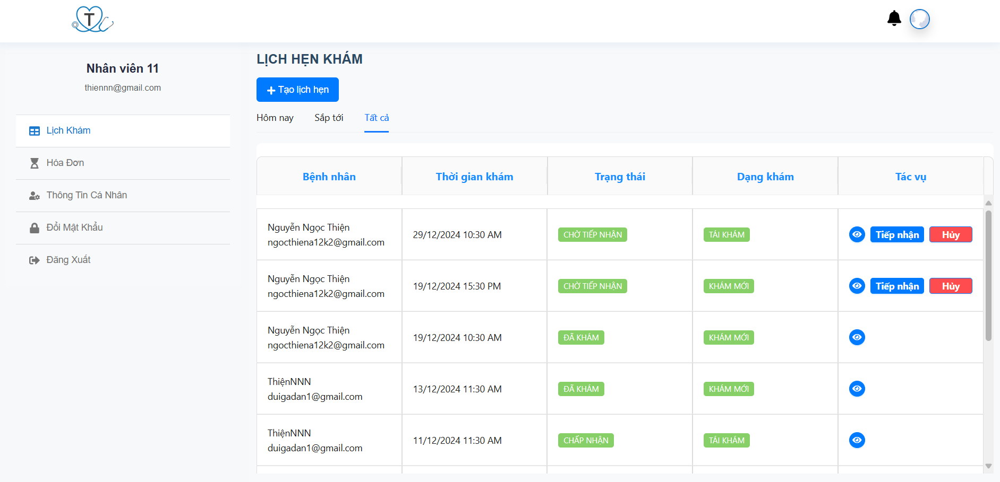 T
Nhân viên 11
thiennn@gmail.com
Lịch Khám
Hóa Đơn
Thông Tin Cá Nhân
Đổi Mật Khẩu
Đăng Xuất
LỊCH HẸN KHÁM
+ Tạo lịch hẹn
Hôm nay Sắp tới Tất cả
Bệnh nhân Thời gian khám Trạng thái Dạng khám Tác vụ
Nguyễn Ngọc Thiện
ngocthiena12k2@gmail.com
29/12/2024 10:30 AM CHỜ TIẾP NHẬN TÁI KHÁM Tiếp nhận Hủy
Nguyễn Ngọc Thiện
ngocthiena12k2@gmail.com
19/12/2024 15:30 PM CHỜ TIẾP NHẬN KHÁM MỚI Tiếp nhận Hủy
Nguyễn Ngọc Thiện
ngocthiena12k2@gmail.com
19/12/2024 10:30 AM ĐÃ KHÁM KHÁM MỚI
ThiệnNNN
duigadan1@gmail.com
13/12/2024 11:30 AM ĐÃ KHÁM KHÁM MỚI
ThiệnNNN
duigadan1@gmail.com
11/12/2024 11:30 AM CHẤP NHẬN TÁI KHÁM